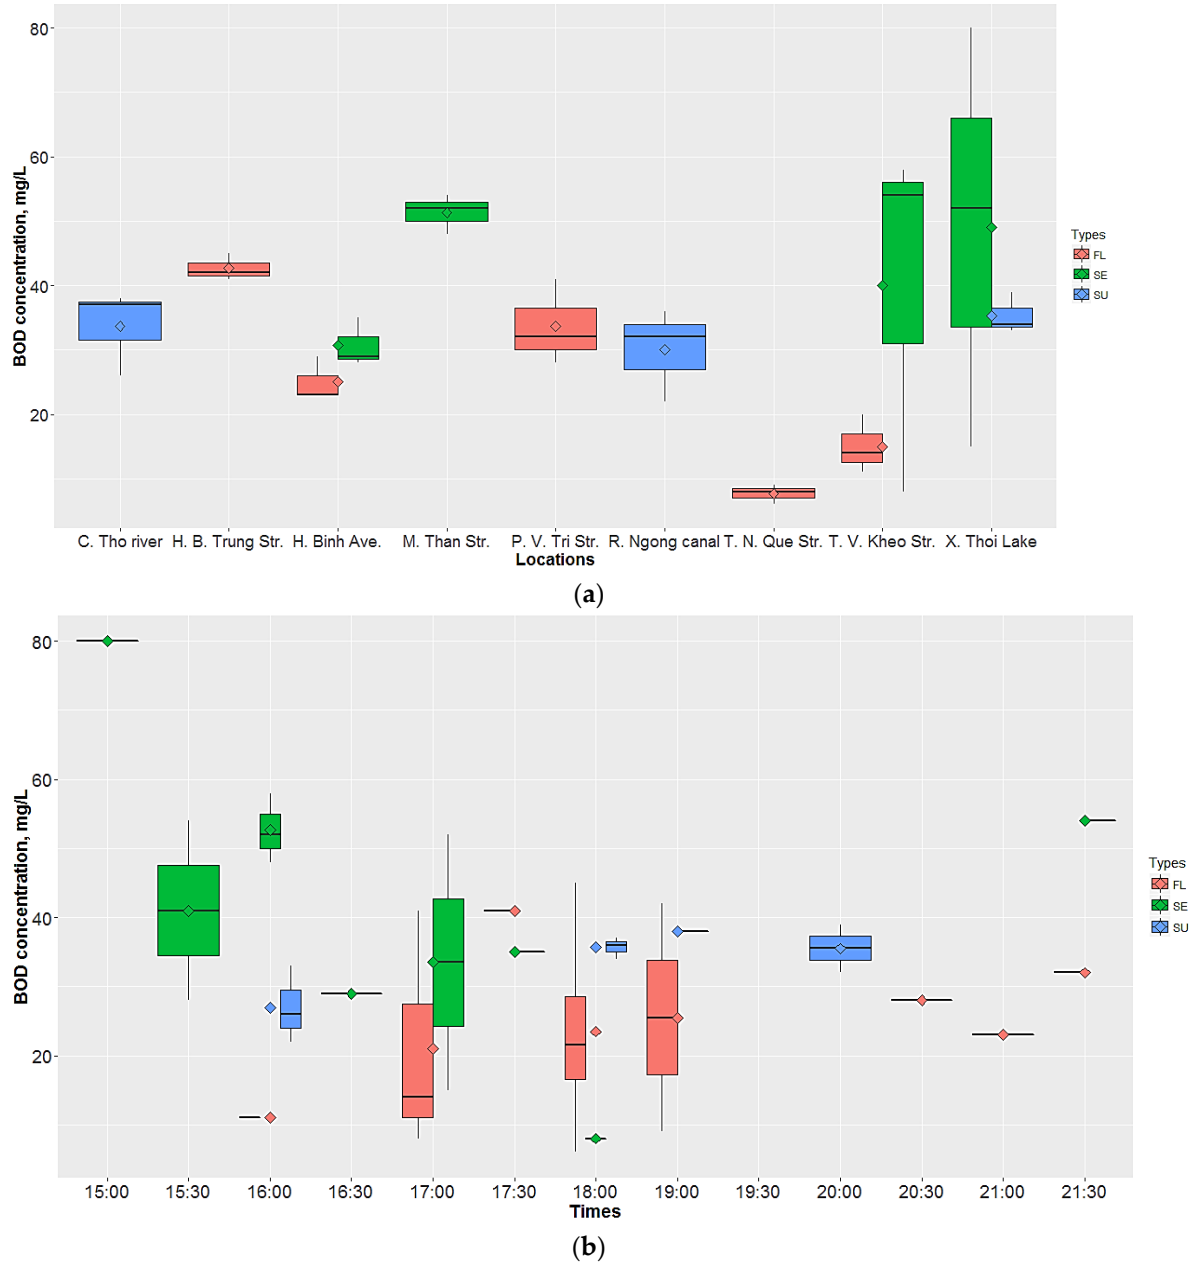 80
60
40
20
BOD concentration, mg/L
C. Tho river H. B. Trung Str. H. Binh Ave. M. Than Str. P. V. Tri Str. R. Ngong canal T. N. Que Str. T. V. Kheo Str. X. Thoi Lake
Locations
Types
FL
SE
SU
(a)
80
60
40
20
BOD concentration, mg/L
15:00 15:30 16:00 16:30 17:00 17:30 18:00 19:00 19:30 20:00 20:30 21:00 21:30
Times
Types
FL
SE
SU
(b)